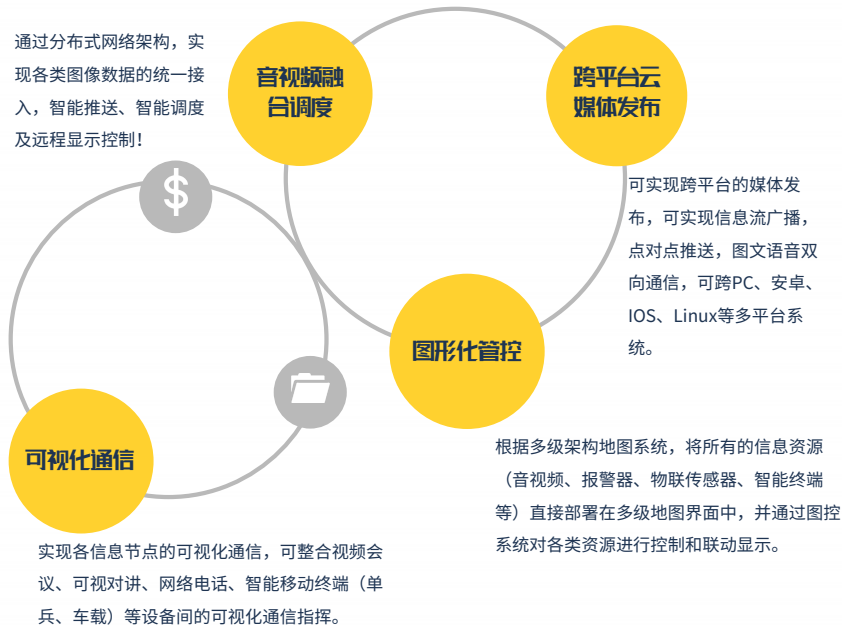 通过分布式网络架构，实
现各类图像数据的统一接
入，智能推送、智能调度
及远程显示控制！
音视频融
合调度
跨平台云
媒体发布
可实现跨平台的媒体发
布，可实现信息流广播，
点对点推送，图文语音双
向通信，可跨PC、安卓、
IOS、Linux等多平台系
统。
图形化管控
根据多级架构地图系统，将所有的信息资源
（音视频、报警器、物联传感器、智能终端
等）直接部署在多级地图界面中，并通过图控
系统对各类资源进行控制和联动显示。
可视化通信
实现各信息节点的可视化通信，可整合视频会
议、可视对讲、网络电话、智能移动终端（单
兵、车载）等设备间的可视化通信指挥。